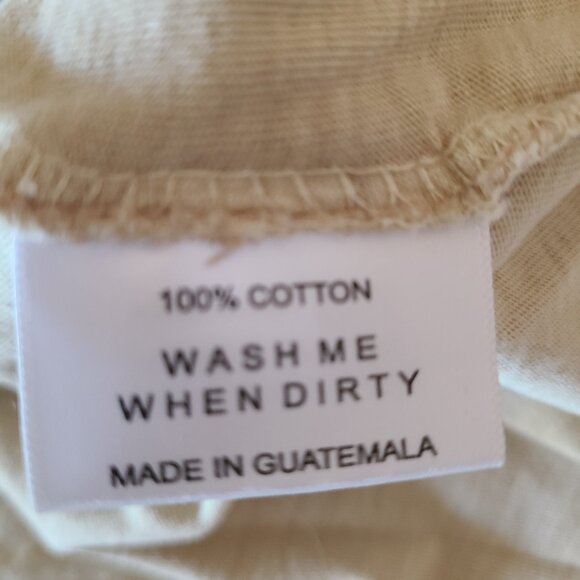 100% COTTON
WASH ME
WHEN DIRTY
MADE IN GUATEMALA